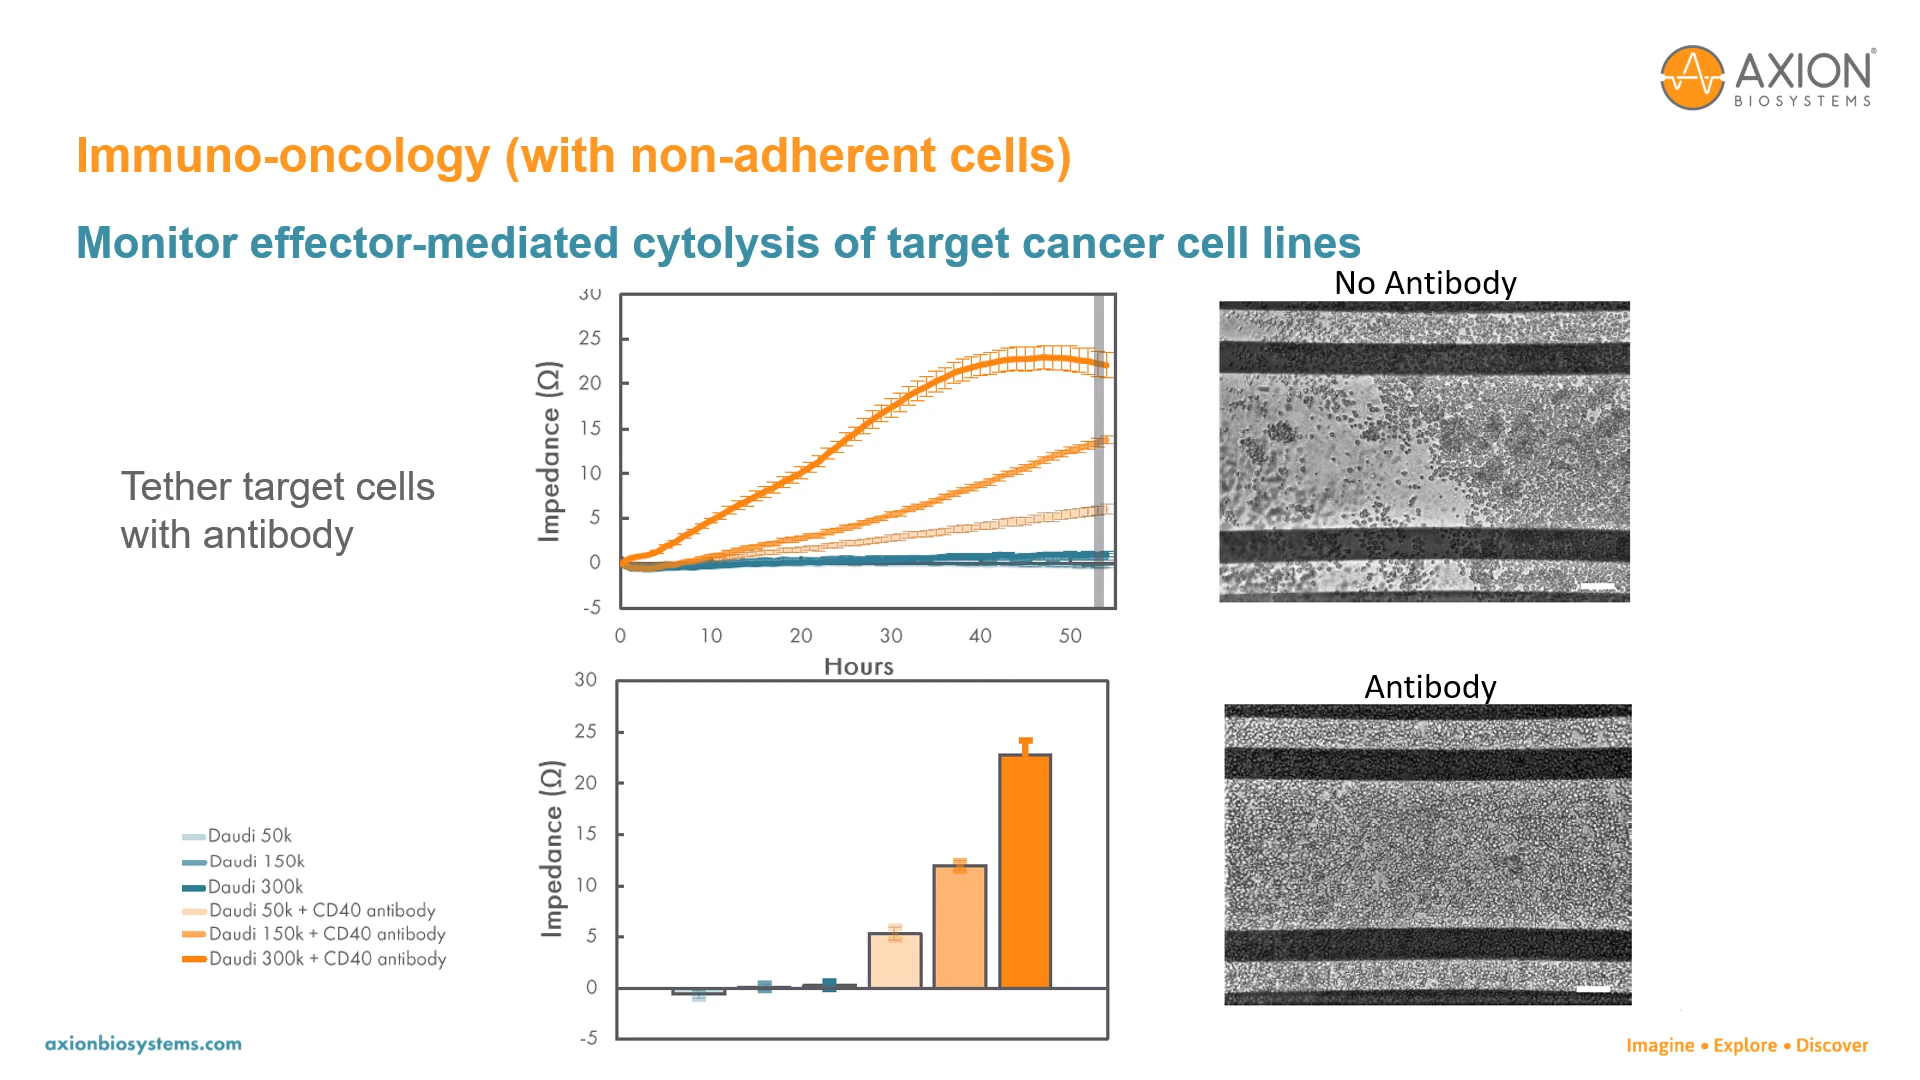 AXION®
BIOSYSTEMS
Immuno-oncology (with non-adherent cells)
Monitor effector-mediated cytolysis of target cancer cell lines
Tether target cells
with antibody
30
25
20
15
10
5
0
-5
Impedance (Ω)
0 10 20 30 40 50
Hours
30
25
20
15
10
5
0
-5
Impedance (Ω)
No Antibody
Antibody
Daudi 50k
Daudi 150k
Daudi 300k
Daudi 50k + CD40 antibody
Daudi 150k + CD40 antibody
Daudi 300k + CD40 antibody
axionbiosystems.com
Imagine • Explore • Discover